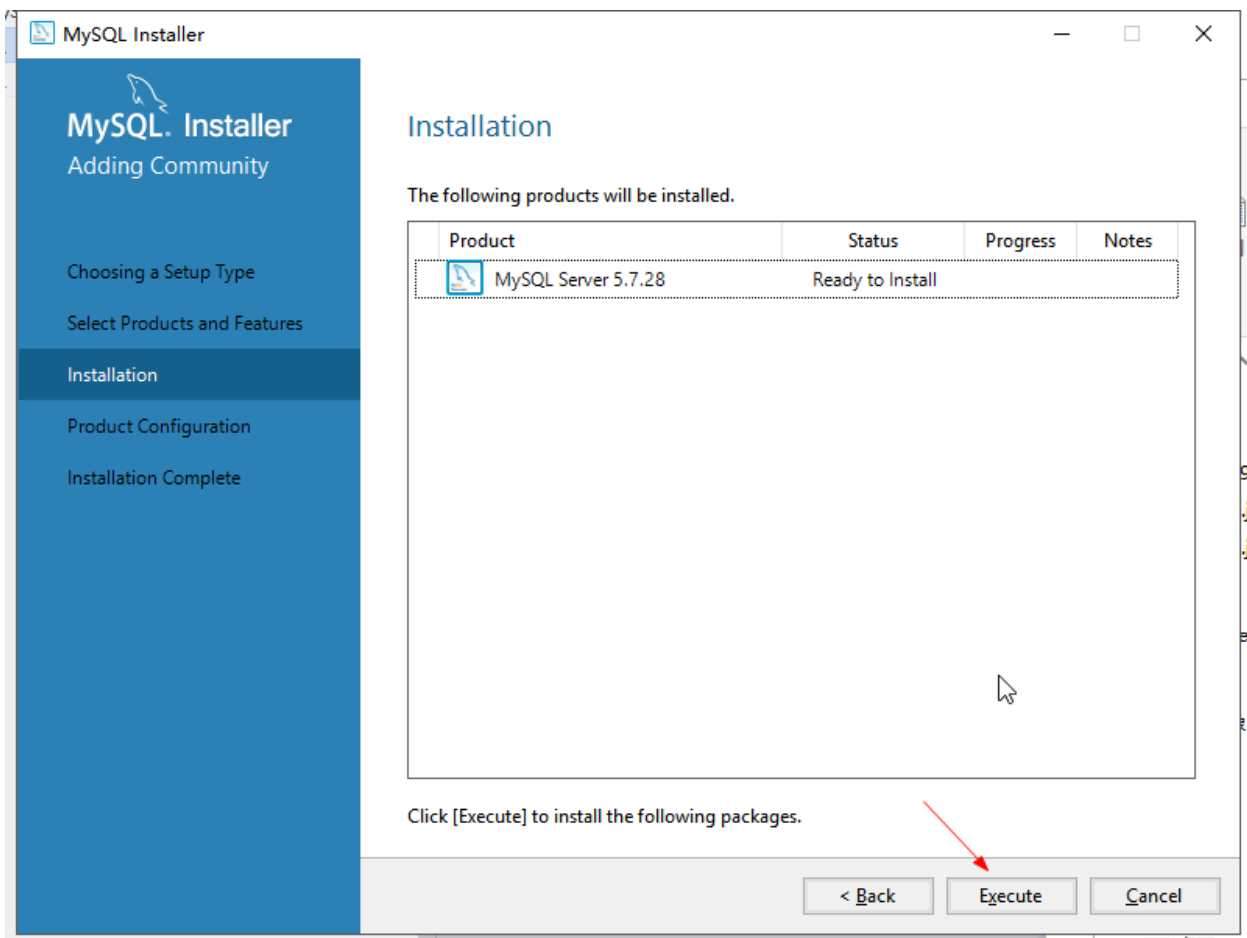 MySQL Installer
MySQL. Installer
Adding Community
Choosing a Setup Type
Select Products and Features
Installation
Product Configuration
Installation Complete
Installation
The following products will be installed.
Product Status Progress Notes
MySQL Server 5.7.28 Ready to Install
Click [Execute] to install the following packages.
< Back Execute Cancel